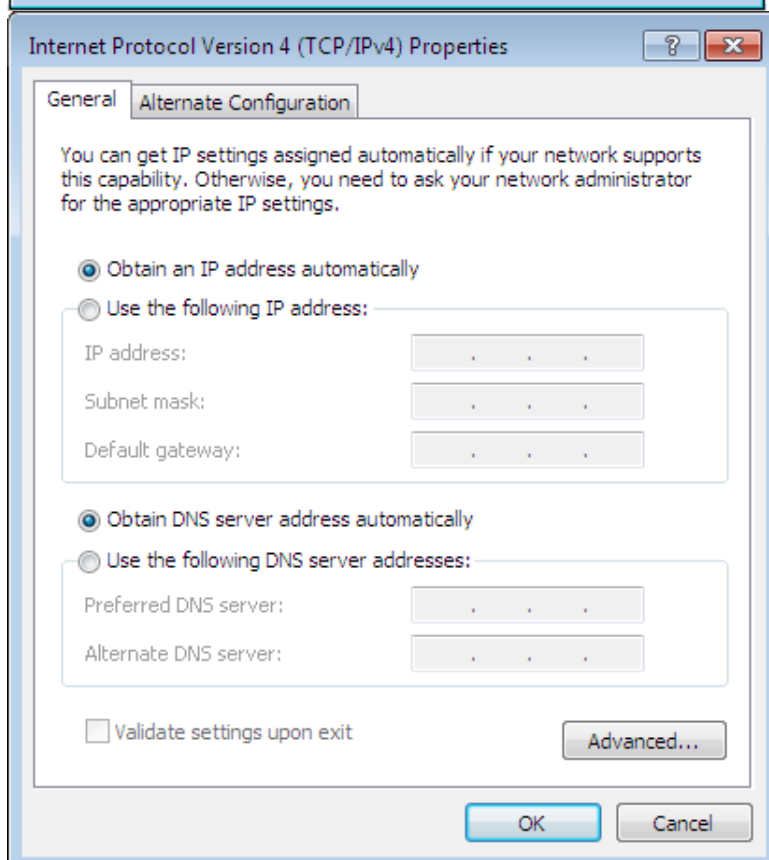 Internet Protocol Version 4 (TCP/IPv4) Properties
General
Alternate Configuration
You can get IP settings assigned automatically if your network supports
this capability. Otherwise, you need to ask your network administrator
for the appropriate IP settings.
Obtain an IP address automatically
Use the following IP address:
IP address:
Subnet mask:
Default gateway:
Obtain DNS server address automatically
Use the following DNS server addresses:
Preferred DNS server:
Alternate DNS server:
Validate settings upon exit
Advanced...
OK
Cancel